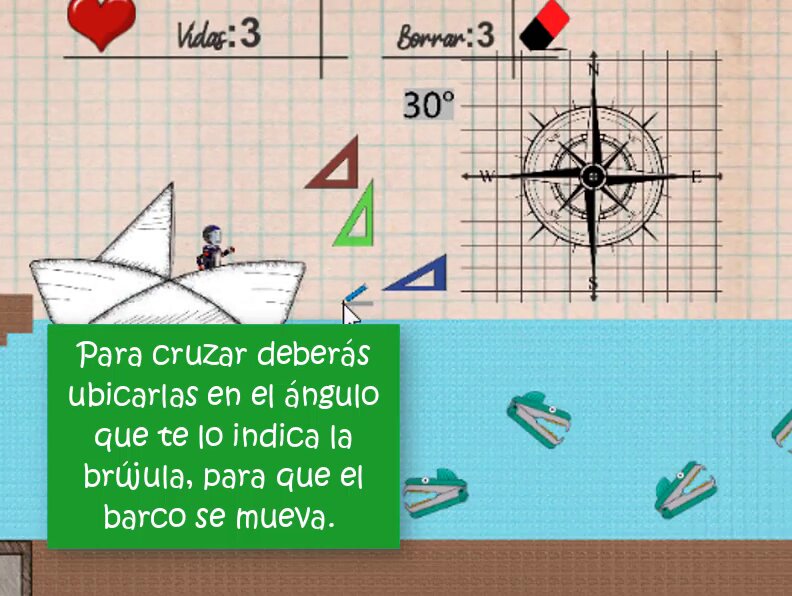 Vidas:3
Borrar:3
30°
N
W
E
S
Para cruzar deberás
ubicarlas en el ángulo
que te lo indica la
brújula, para que el
barco se mueva.